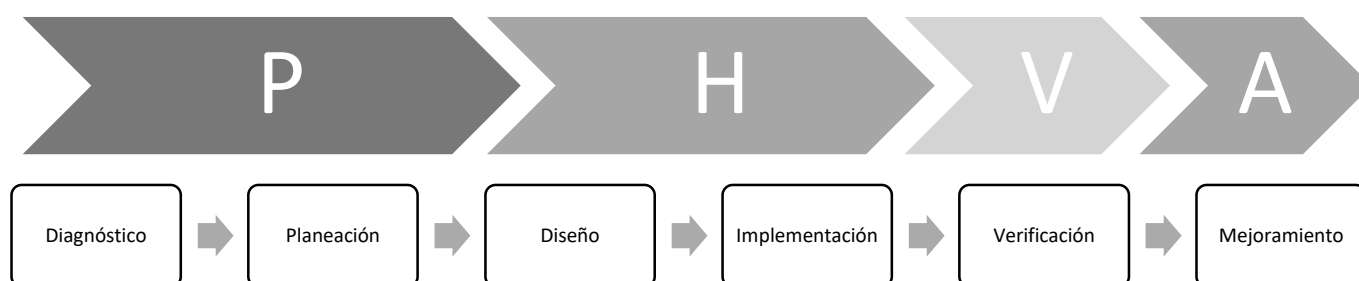 P H V A
Diagnóstico Planeación Diseño Implementación Verificación Mejoramiento